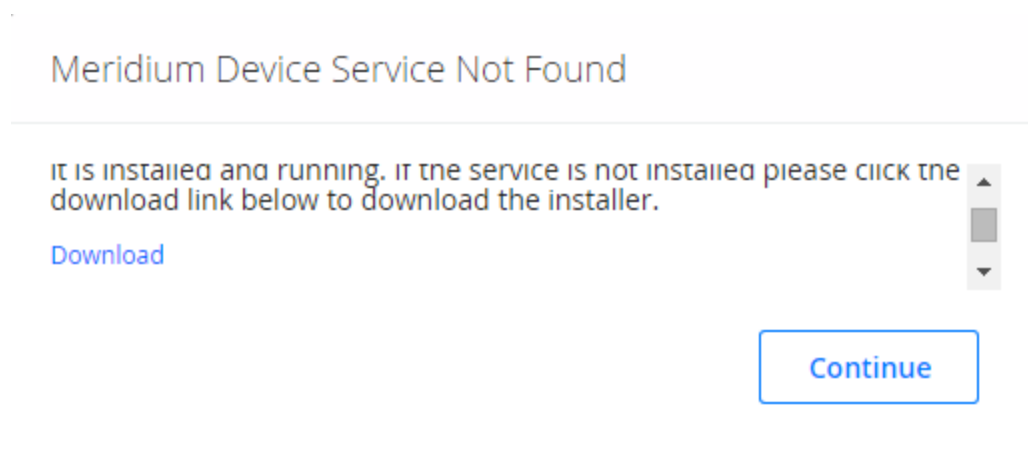 Meridium Device Service Not Found
it is installed and running. If the service is not installed please click the
download link below to download the installer.
Download
Continue